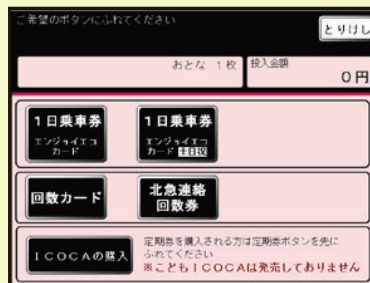 ご希望のボタンにふれてください
とりけし
おとな 1枚
投入金額
0円
1日乗車券
エンジョイエコ
カード
1日乗車券
エンジョイエコ
カード 土日祝
回数カード
北急連絡
回数券
ICOCAの購入
定期券を購入される方は定期券ボタンを先に
ふれてください
※こどもICOCAは発売しておりません